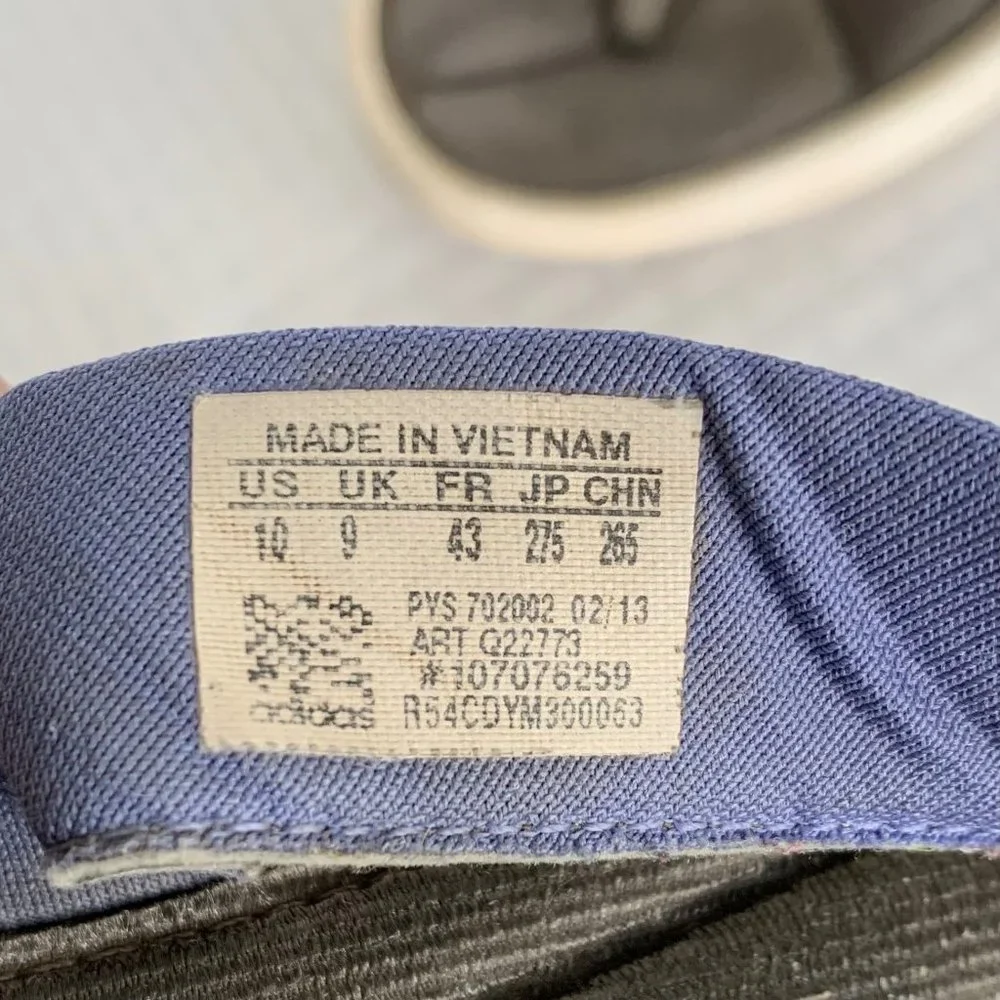 MADE IN VIETNAM
US UK FR JP CHN
10 9 43 275 265
PYS 702002 02/13
ART Q22773
#107076259
R54CDYM300063
adidas